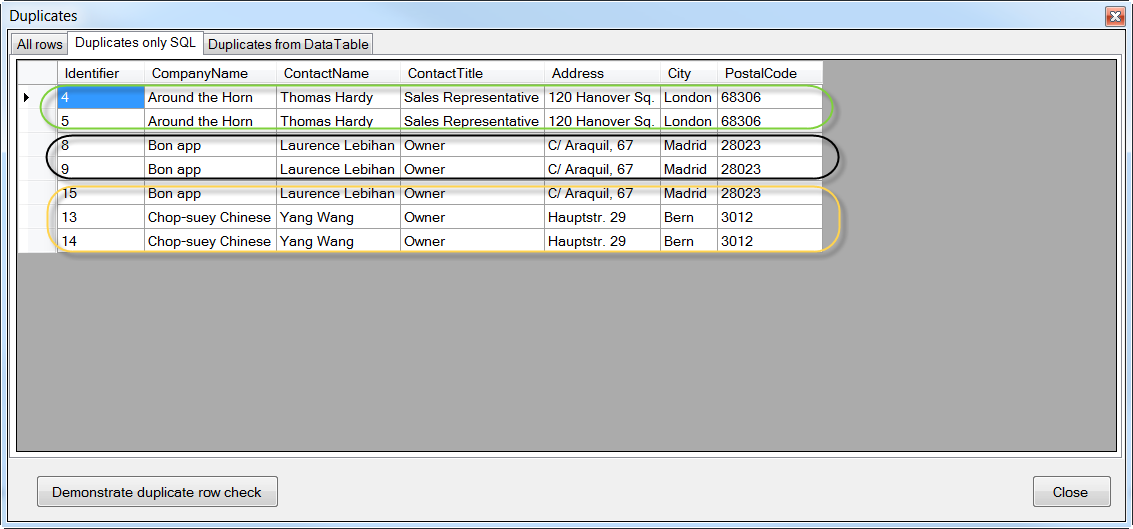 Duplicates
All rows Duplicates only SQL Duplicates from DataTable
Identifier CompanyName ContactName ContactTitle Address City PostalCode
4 Around the Horn Thomas Hardy Sales Representative 120 Hanover Sq. London 68306
5 Around the Horn Thomas Hardy Sales Representative 120 Hanover Sq. London 68306
8 Bon app Laurence Lebihan Owner C/ Araquil, 67 Madrid 28023
9 Bon app Laurence Lebihan Owner C/ Araquil, 67 Madrid 28023
15 Bon app Laurence Lebihan Owner C/ Araquil, 67 Madrid 28023
13 Chop-suey Chinese Yang Wang Owner Hauptstr. 29 Bern 3012
14 Chop-suey Chinese Yang Wang Owner Hauptstr. 29 Bern 3012
Demonstrate duplicate row check Close